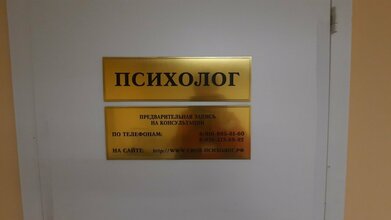 ПСИХОЛОГ
ПРЕДВАРИТЕЛЬНАЯ ЗАПИСЬ
НА КОНСУЛЬТАЦИИ
ПО ТЕЛЕФОНАМ:
НА САЙТЕ: